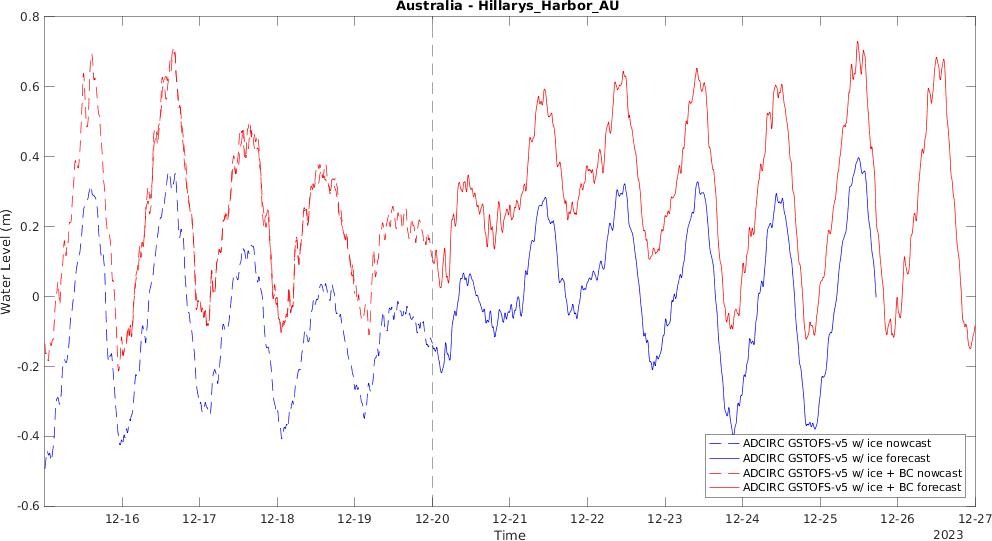 Australia - Hillarys_Harbor_AU
0.8
0.6
0.4
0.2
0
-0.2
-0.4
-0.6
Water Level (m)
12-16 12-17 12-18 12-19 12-20 12-21 12-22 12-23 12-24 12-25 12-26 12-27
Time
2023
ADCIRC GSTOFS-v5 w/ ice nowcast
ADCIRC GSTOFS-v5 w/ ice forecast
ADCIRC GSTOFS-v5 w/ ice + BC nowcast
ADCIRC GSTOFS-v5 w/ ice + BC forecast